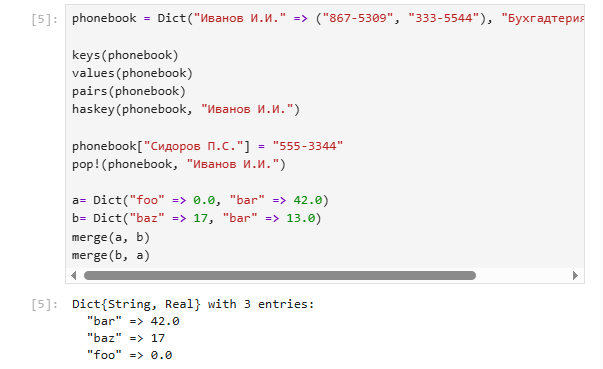 [5]: phonebook = Dict("Иванов И.И." => ("867-5309", "333-5544"), "Бухгадтерия
keys(phonebook)
values(phonebook)
pairs(phonebook)
haskey(phonebook, "Иванов И.И.")
phonebook["Сидоров П.С."] = "555-3344"
pop!(phonebook, "Иванов И.И.")
a= Dict("foo" => 0.0, "bar" => 42.0)
b= Dict("baz" => 17, "bar" => 13.0)
merge(a, b)
merge(b, a)
[5]: Dict{String, Real} with 3 entries:
"bar" => 42.0
"baz" => 17
"foo" => 0.0